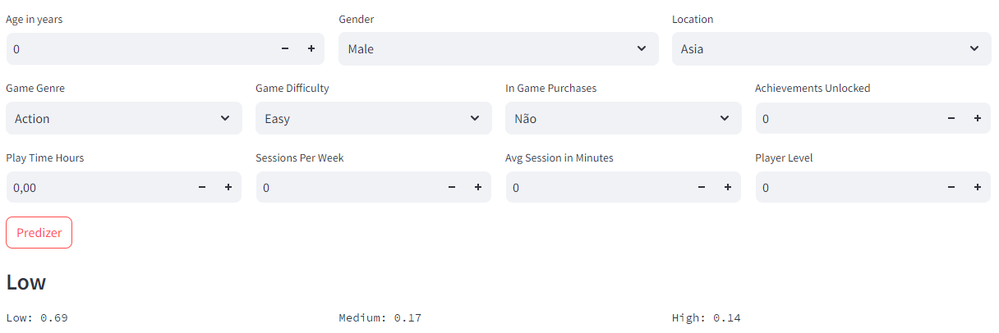 Age in years Gender Location
0 Male Asia
Game Genre Game Difficulty In Game Purchases Achievements Unlocked
Action Easy Não 0
Play Time Hours Sessions Per Week Avg Session in Minutes Player Level
0,00 0 0 0
Predizer
Low
Low: 0.69 Medium: 0.17 High: 0.14